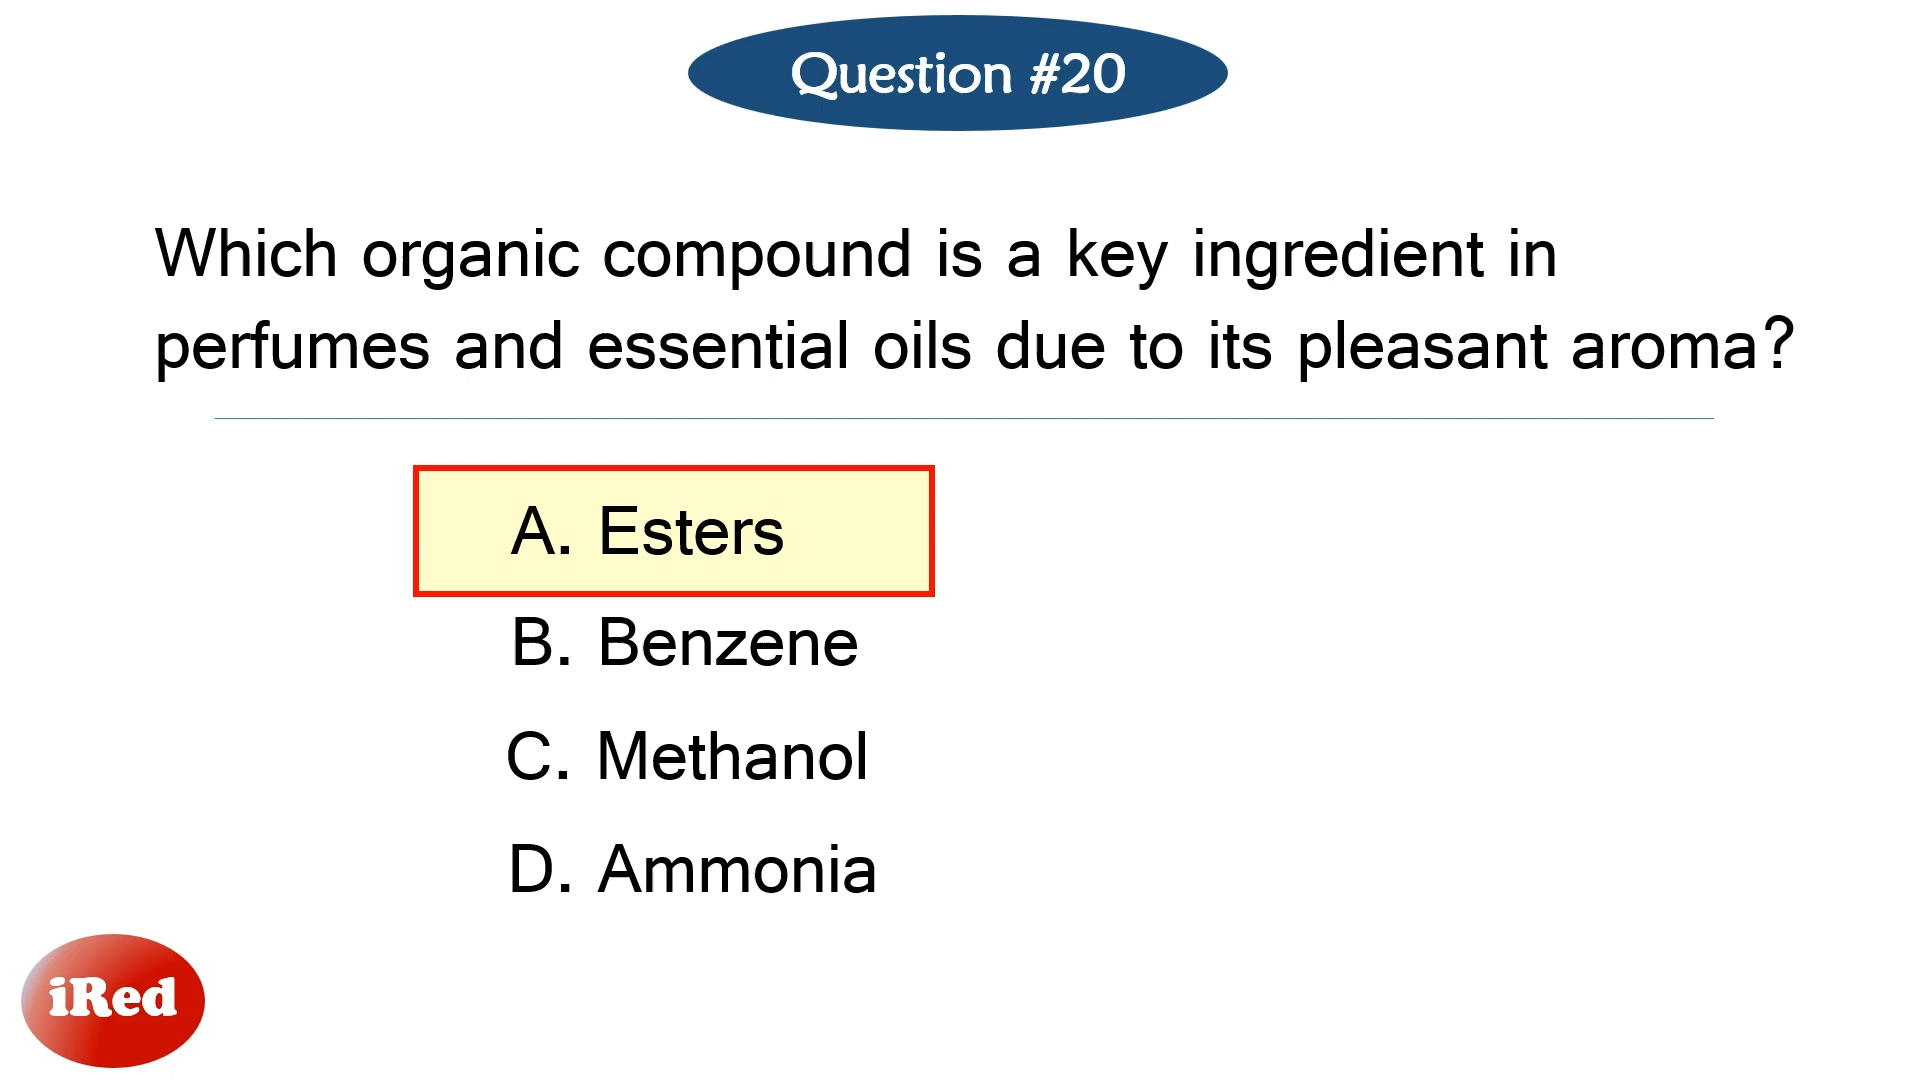 Question #20
Which organic compound is a key ingredient in
perfumes and essential oils due to its pleasant aroma?
A. Esters
B. Benzene
C. Methanol
D. Ammonia
iRed